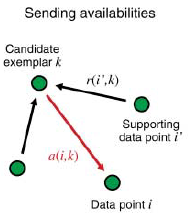 Sending availabilities
Candidate
exemplar k
r(i',k)
Supporting
data point i'
a(i,k)
Data point i